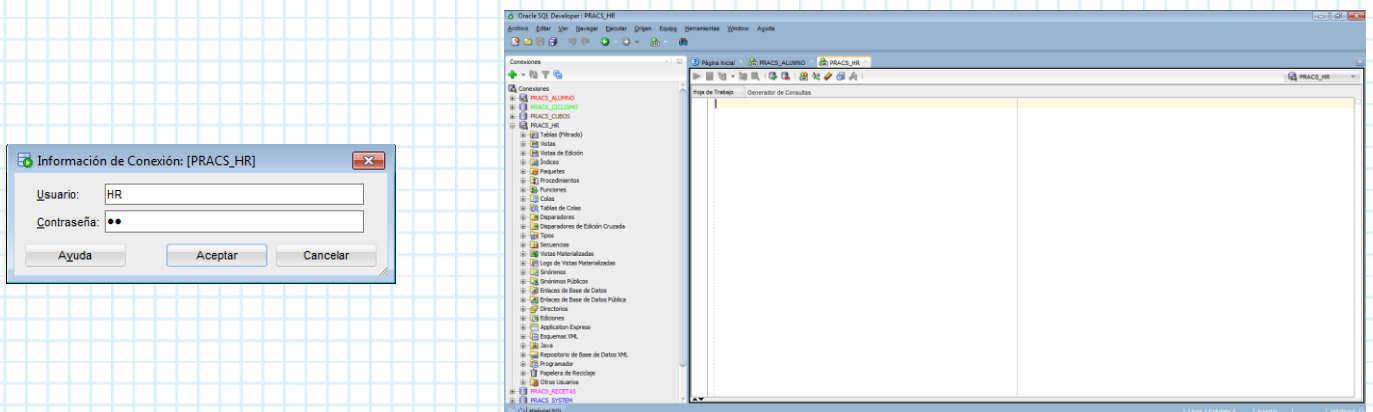 Información de Conexión: [PRACS_HR]
Usuario: HR
Contraseña: ●●
Ayuda Aceptar Cancelar
Oracle SQL Developer : PRACS_HR
Archivo Editar Ver Navegar Ejecutar Origen Equipo Herramientas Window Ayuda
Conexiones
Conexiones
PRACS_ALUMNO
PRACS_CICLISMO
PRACS_CUBOS
PRACS_HR
Tablas (Filtrado)
Vistas
Vistas de Edición
Índices
Paquetes
Procedimientos
Funciones
Colas
Tablas de Colas
Disparadores
Disparadores de Edición Cruzada
Tipos
Secuencias
Vistas Materializadas
Logs de Vistas Materializadas
Sinónimos
Sinónimos Públicos
Enlaces de Base de Datos
Enlaces de Base de Datos Pública
Directorios
Ediciones
Application Express
Esquemas XML
Java
Repositorio de Base de Datos XML
Programador
Papelera de Reciclaje
Otros Usuarios
PRACS_RECETAS
PRACS_SYSTEM
Página Inicial PRACS_ALUMNO PRACS_HR
PRACS_HR
Hoja de Trabajo Generador de Consultas